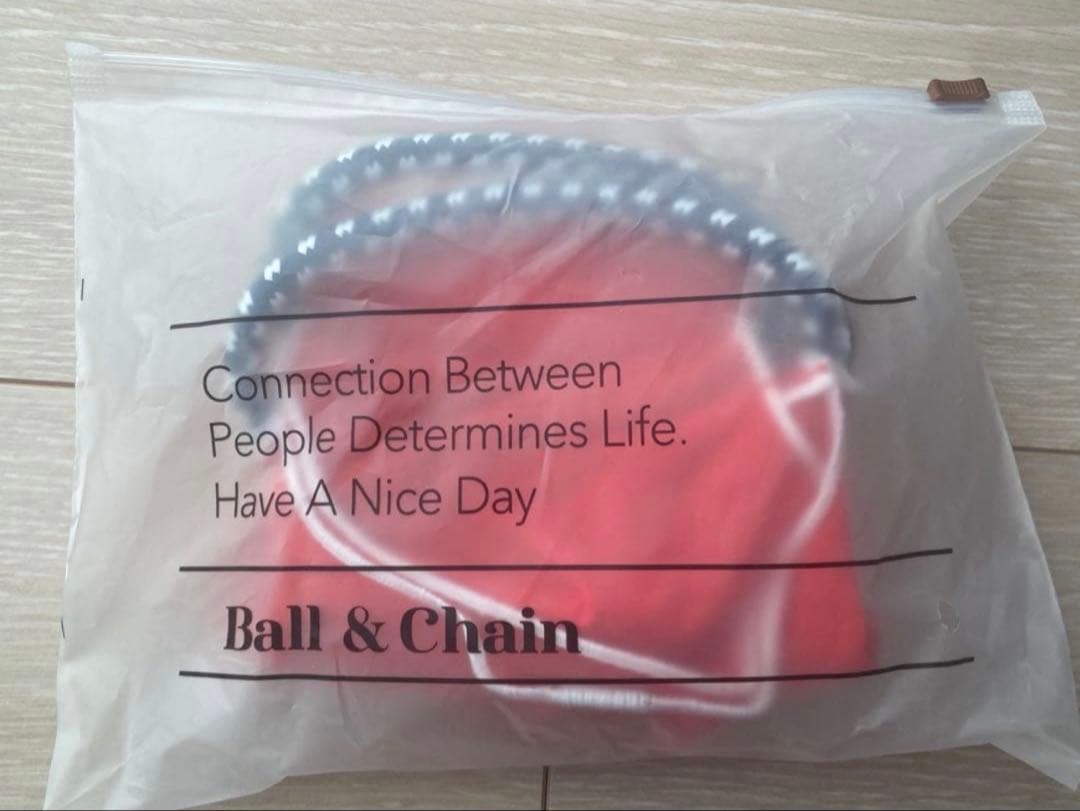 Connection Between
People Determines Life.
Have A Nice Day
Ball & Chain